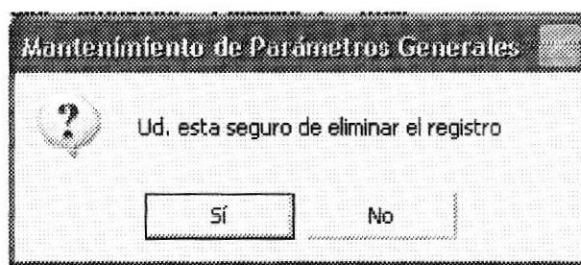 Mantenimiento de Parámetros Generales
?
Ud. esta seguro de eliminar el registro
Sí
No